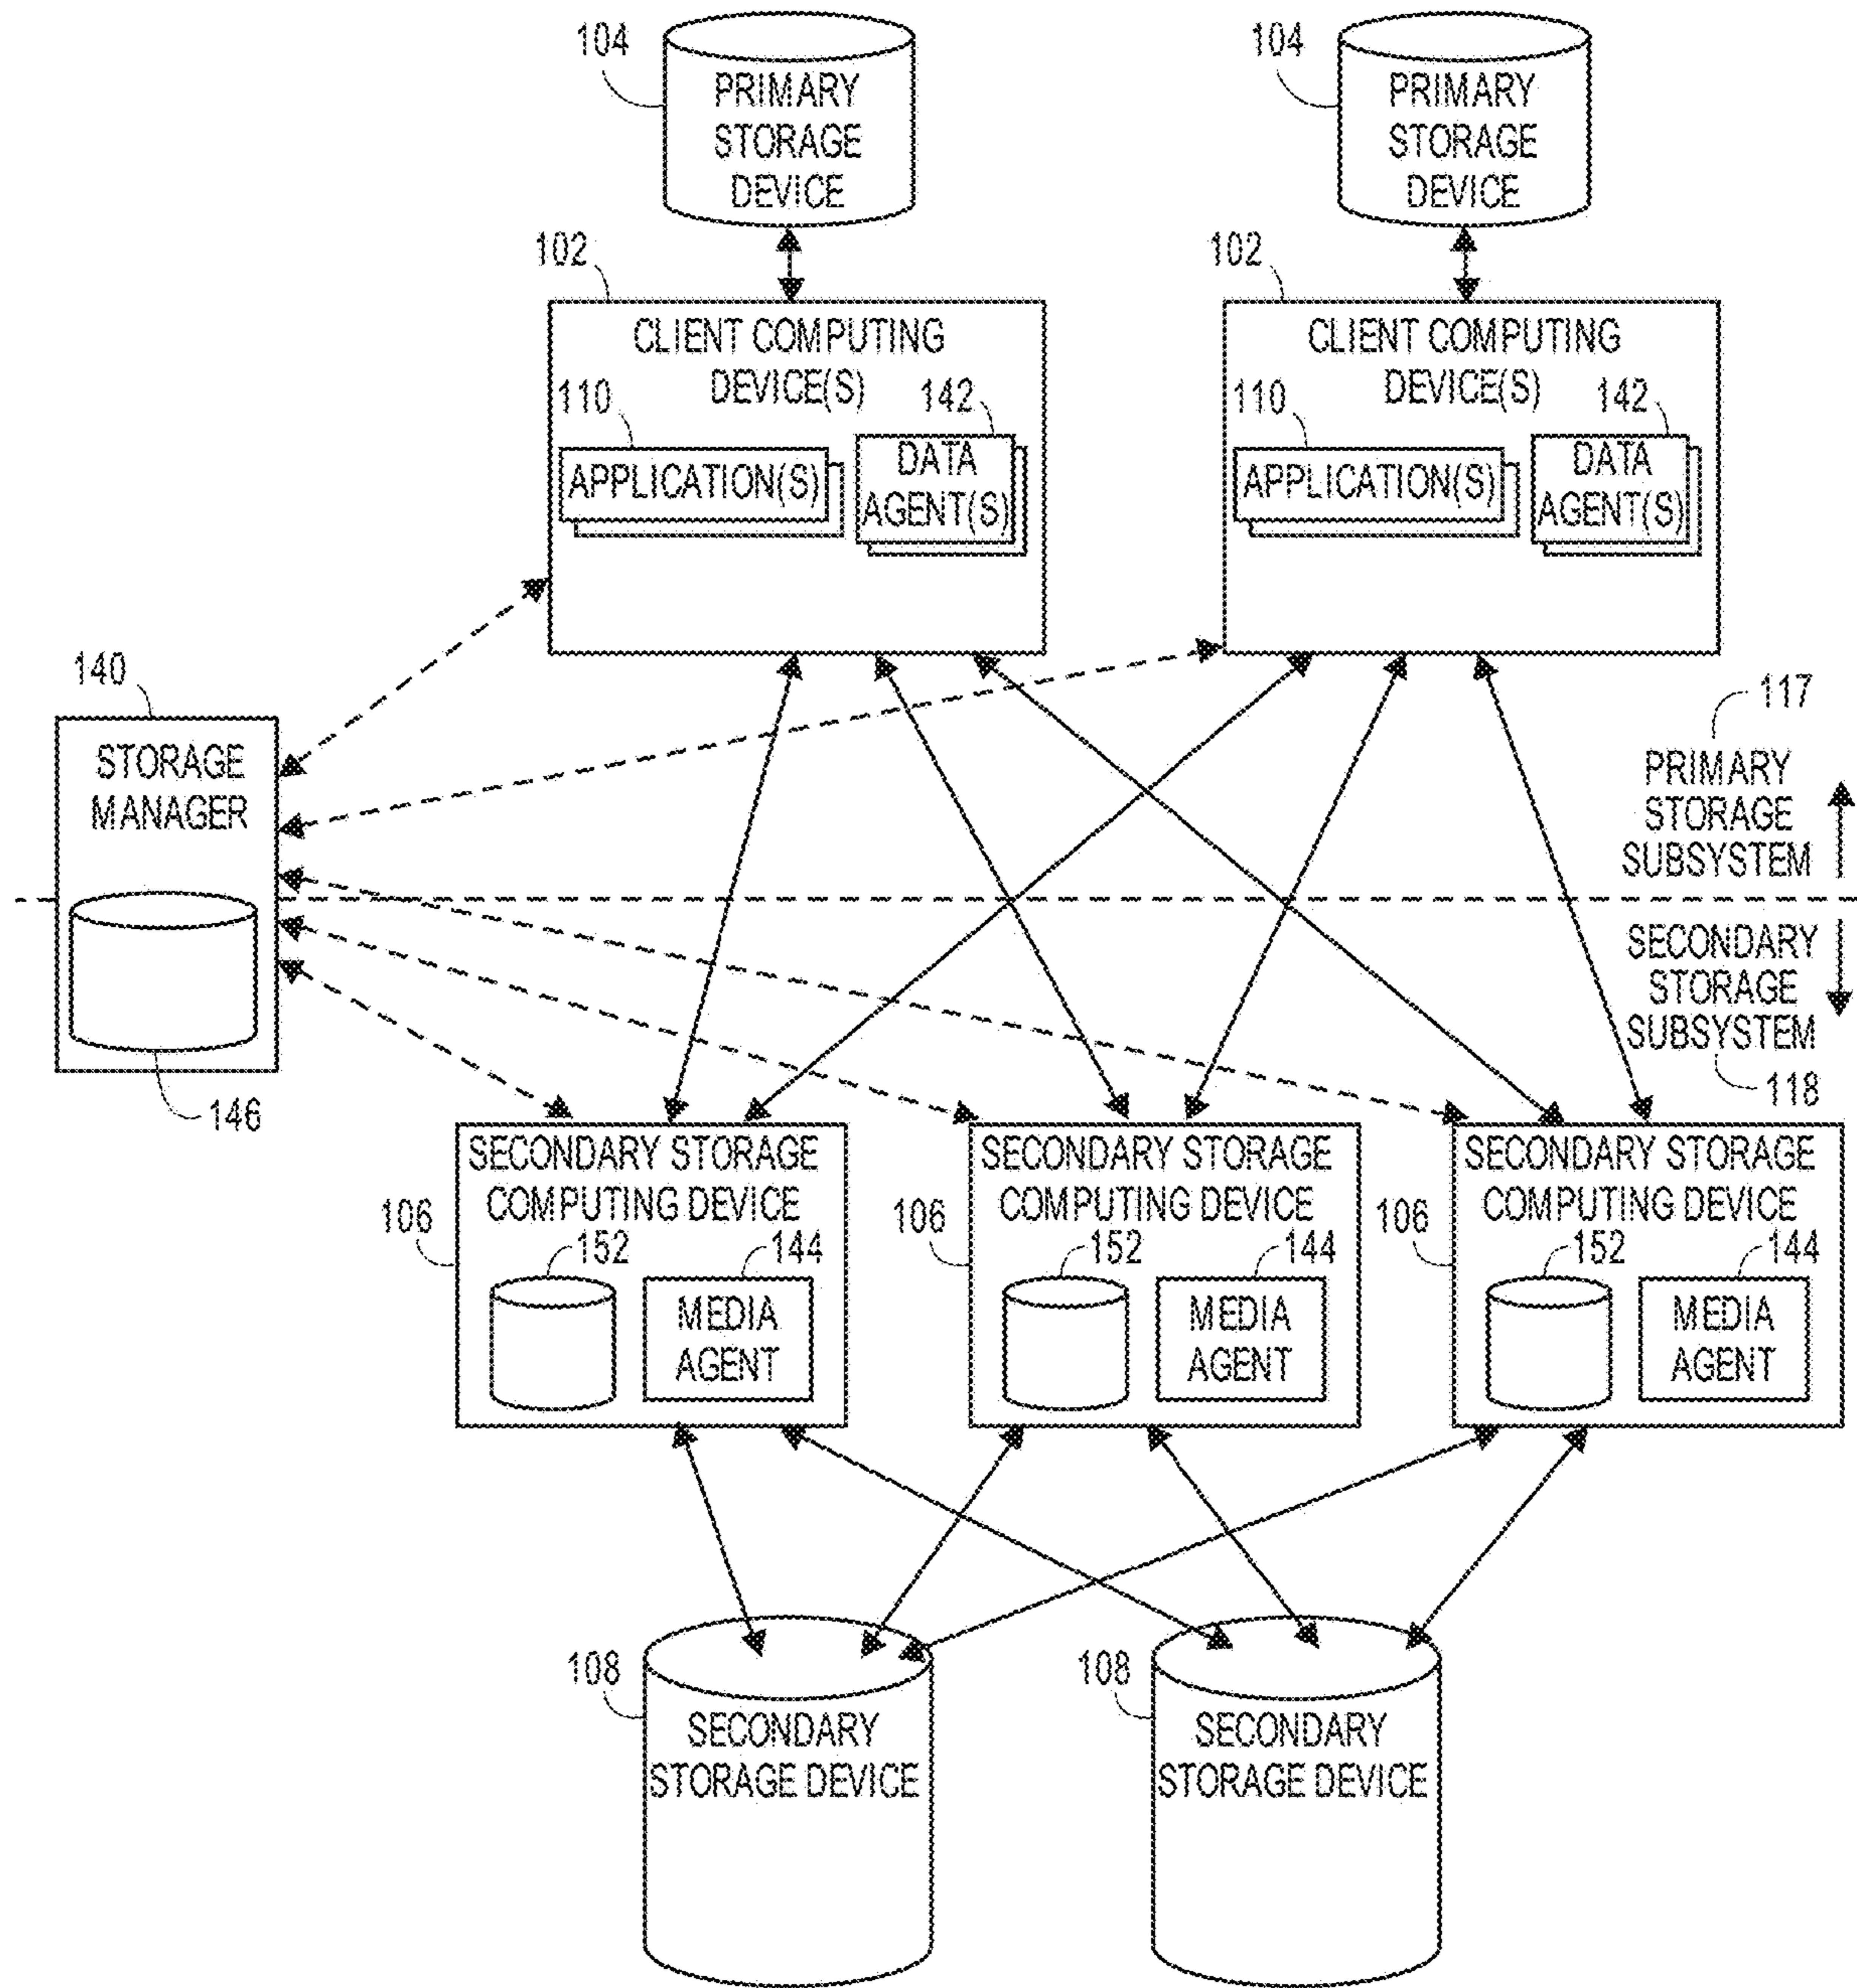 104
PRIMARY
STORAGE
DEVICE
104
PRIMARY
STORAGE
DEVICE
102
CLIENT COMPUTING
DEVICE(S)
110
142
APPLICATION(S)
DATA
AGENT(S)
102
CLIENT COMPUTING
DEVICE(S)
110
142
APPLICATION(S)
DATA
AGENT(S)
140
STORAGE
MANAGER
146
117
PRIMARY
STORAGE
SUBSYSTEM
SECONDARY
STORAGE
SUBSYSTEM
118
106
SECONDARY STORAGE
COMPUTING DEVICE
152
144
MEDIA
AGENT
106
SECONDARY STORAGE
COMPUTING DEVICE
152
144
MEDIA
AGENT
106
SECONDARY STORAGE
COMPUTING DEVICE
152
144
MEDIA
AGENT
108
SECONDARY
STORAGE DEVICE
108
SECONDARY
STORAGE DEVICE